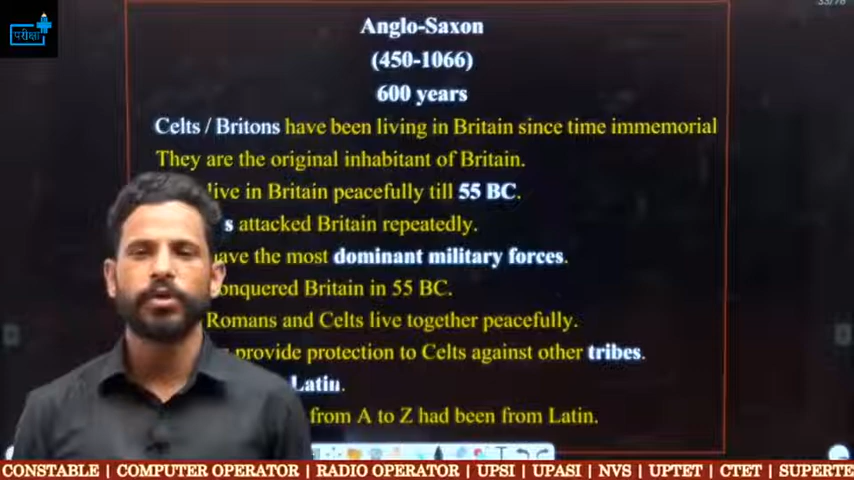 परीक्षा
33/76
Anglo-Saxon
(450-1066)
600 years
Celts / Britons have been living in Britain since time immemorial
They are the original inhabitant of Britain.
live in Britain peacefully till 55 BC.
s attacked Britain repeatedly.
have the most dominant military forces.
onquered Britain in 55 BC.
Romans and Celts live together peacefully.
provide protection to Celts against other tribes.
Latin.
from A to Z had been from Latin.
CONSTABLE | COMPUTER OPERATOR | RADIO OPERATOR | UPSI | UPASI | NVS | UPTET | CTET | SUPERTE